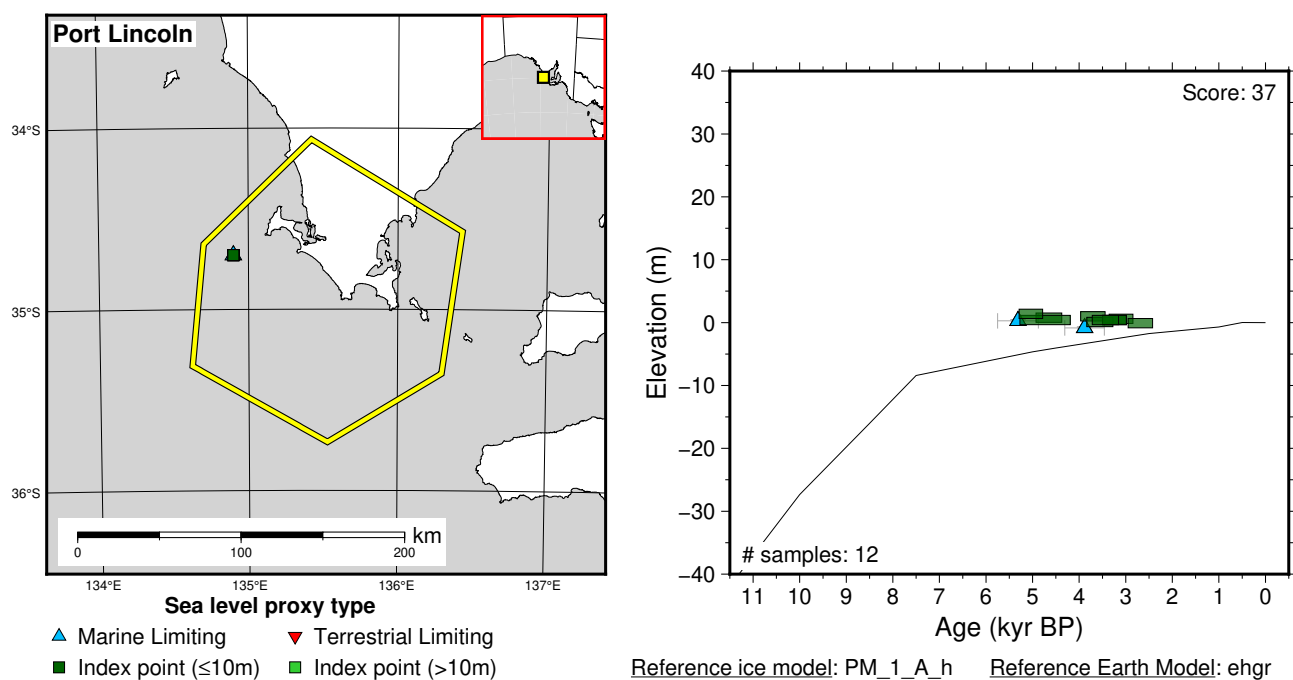 Port Lincoln
34°S
35°S
36°S
134°E
135°E
136°E
137°E
km
0
100
200
Sea level proxy type
Marine Limiting
Terrestrial Limiting
Index point (≤10m)
Index point (>10m)
Score: 37
40
30
20
10
0
−10
−20
−30
−40
Elevation (m)
# samples: 12
11 10 9 8 7 6 5 4 3 2 1 0
Age (kyr BP)
Reference ice model: PM_1_A_h Reference Earth Model: ehgr